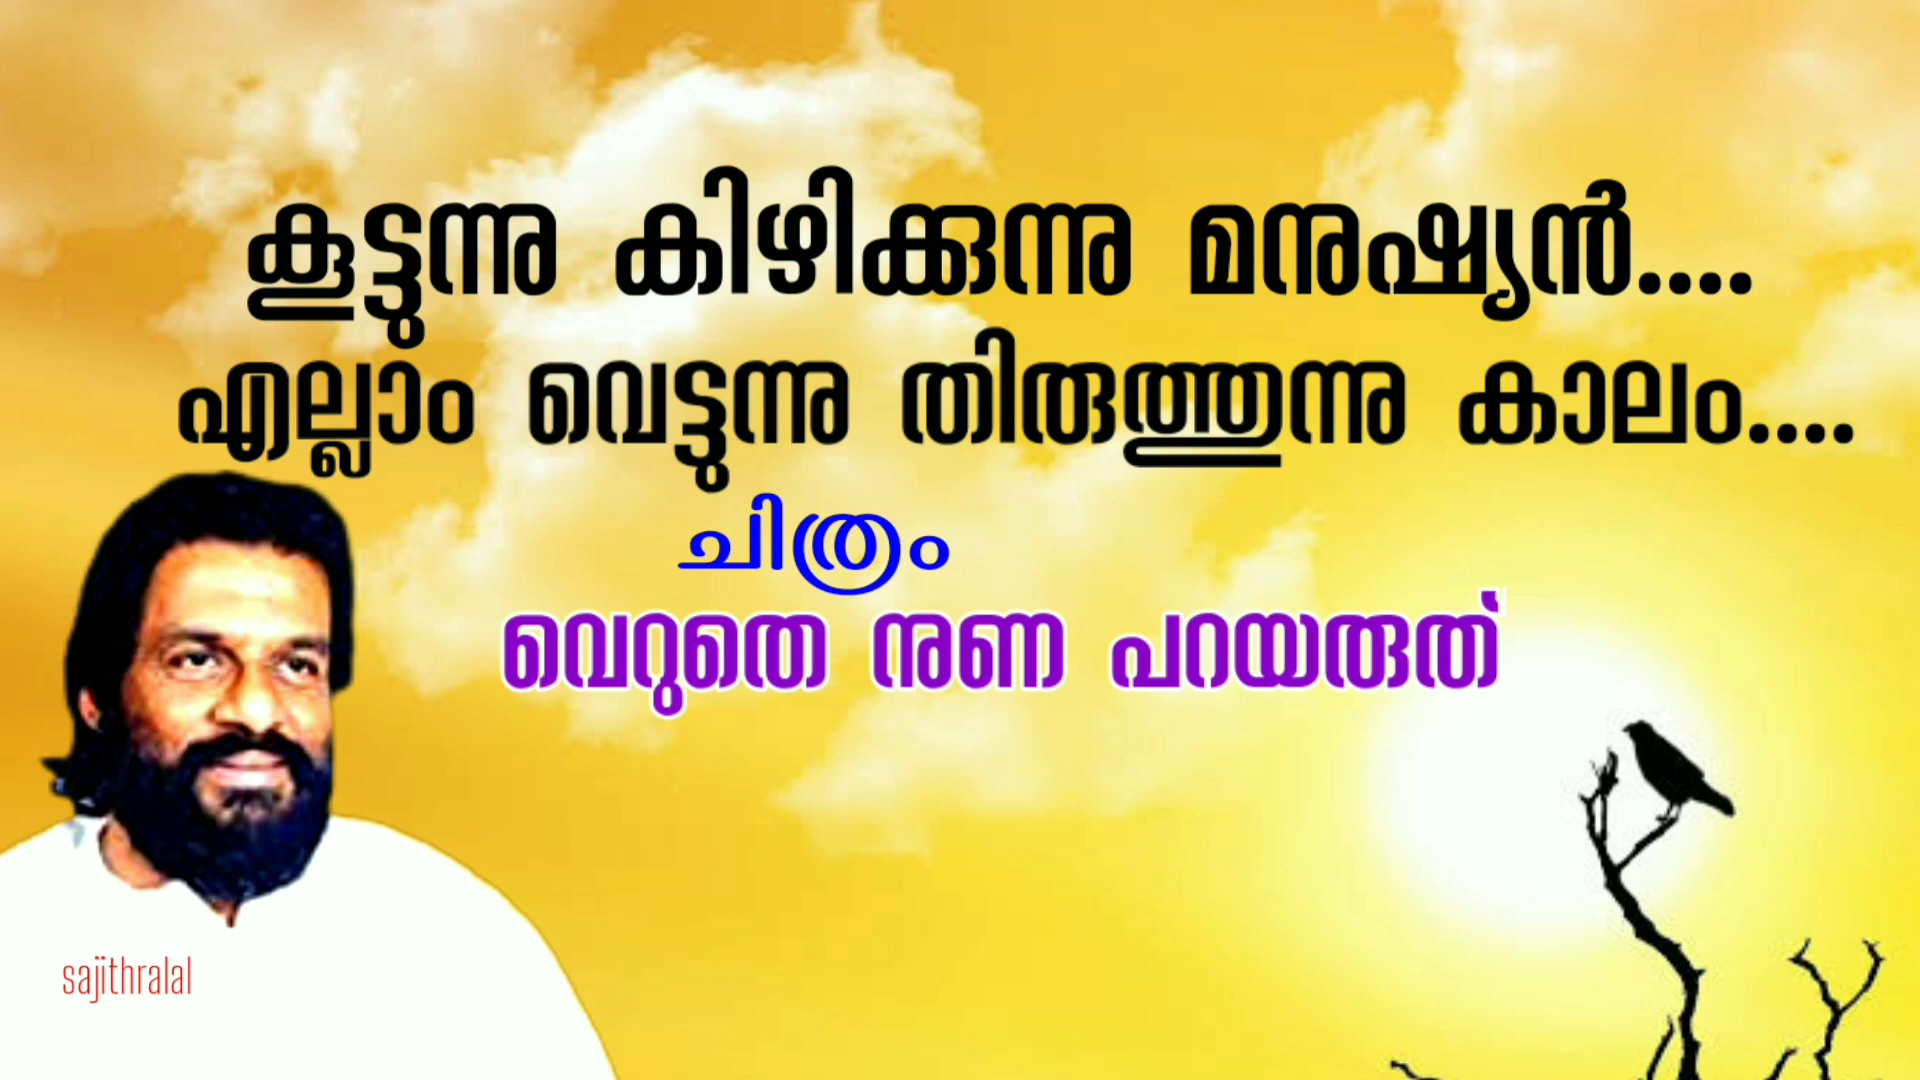 കൂട്ടുന്നു കിഴിക്കുന്നു മനുഷ്യൻ....
എല്ലാം വെട്ടുന്നു തിരുത്തുന്നു കാലം....
ചിത്രം
വെറുതെ നുണ പറയരുത്
sajithralal